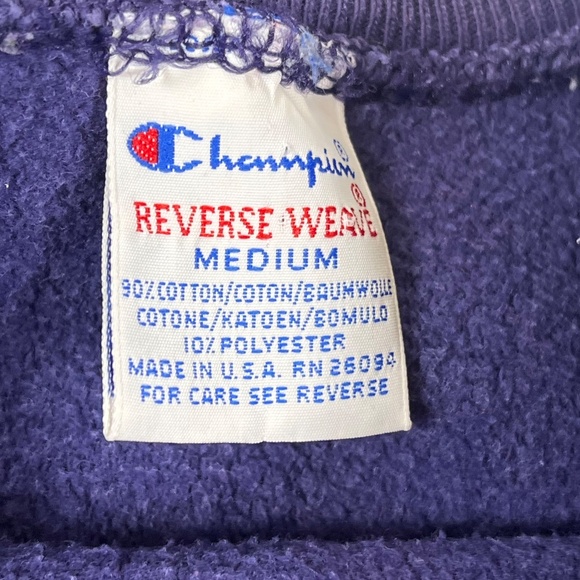 Champion®
REVERSE WEAVE®
MEDIUM
90% COTTON/COTON/BAUMWOLLE
COTONE/KATOEN/BOMULD
10% POLYESTER
MADE IN U.S.A. RN 26094
FOR CARE SEE REVERSE